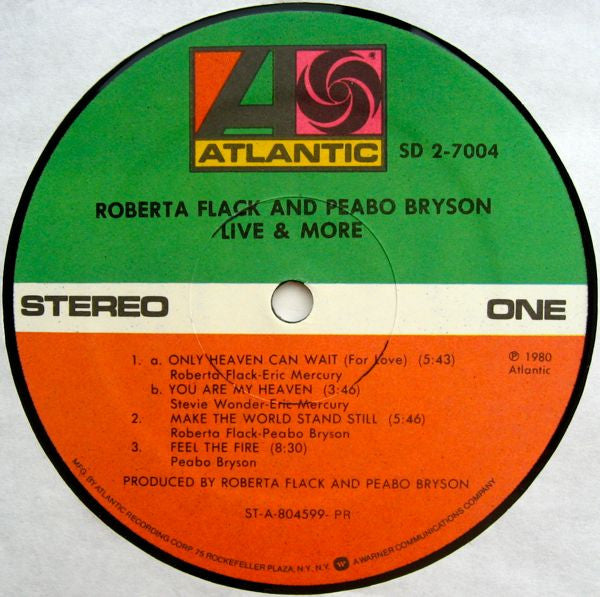 ATLANTIC
SD 2-7004
ROBERTA FLACK AND PEABO BRYSON
LIVE & MORE
STEREO
ONE
1. a. ONLY HEAVEN CAN WAIT (For Love) (5:43)
Roberta Flack-Eric Mercury
b. YOU ARE MY HEAVEN (3:46)
Stevie Wonder-Eric Mercury
2. MAKE THE WORLD STAND STILL (5:46)
Roberta Flack-Peabo Bryson
3. FEEL THE FIRE (8:30)
Peabo Bryson
℗ 1980
Atlantic
PRODUCED BY ROBERTA FLACK AND PEABO BRYSON
ST-A-804599- PR
MFG. BY ATLANTIC RECORDING CORP. 75 ROCKEFELLER PLAZA, N.Y. N.Y. W A WARNER COMMUNICATIONS COMPANY